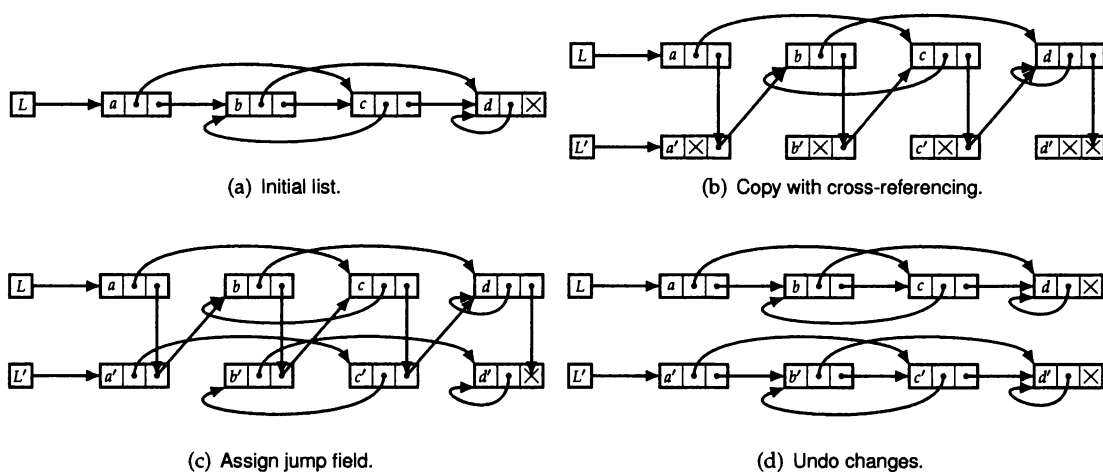 L a b c d
(a) Initial list.
L a b c d
L' a' b' c' d'
(b) Copy with cross-referencing.
L a b c d
L' a' b' c' d'
(c) Assign jump field.
L a b c d
L' a' b' c' d'
(d) Undo changes.